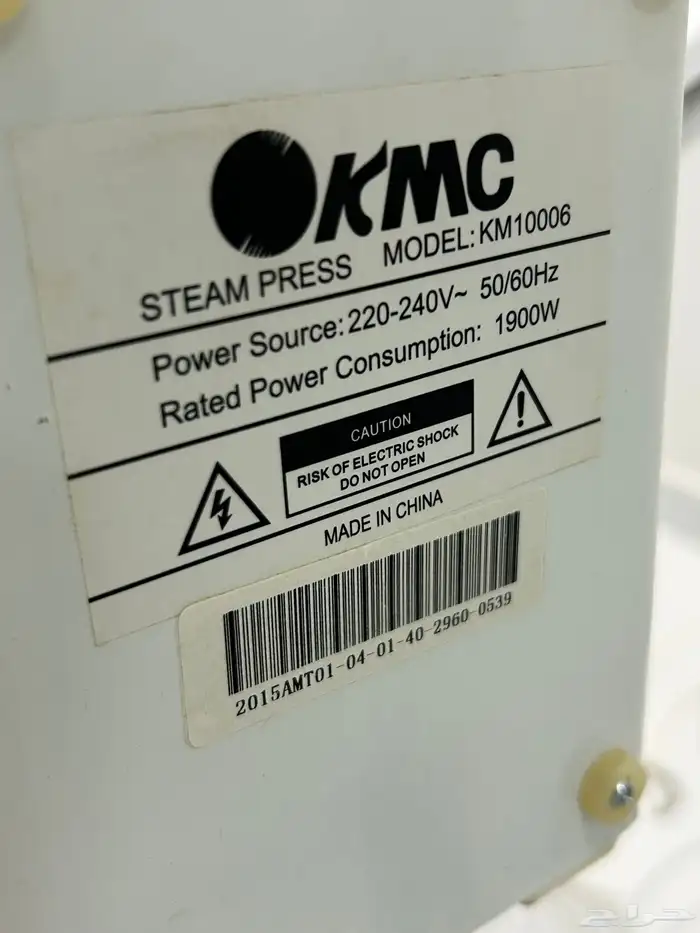 KMC
STEAM PRESS MODEL: KM10006
Power Source: 220-240V~ 50/60Hz
Rated Power Consumption: 1900W
CAUTION
RISK OF ELECTRIC SHOCK
DO NOT OPEN
MADE IN CHINA
2015AMT01-04-01-40-2960-0539
حراج